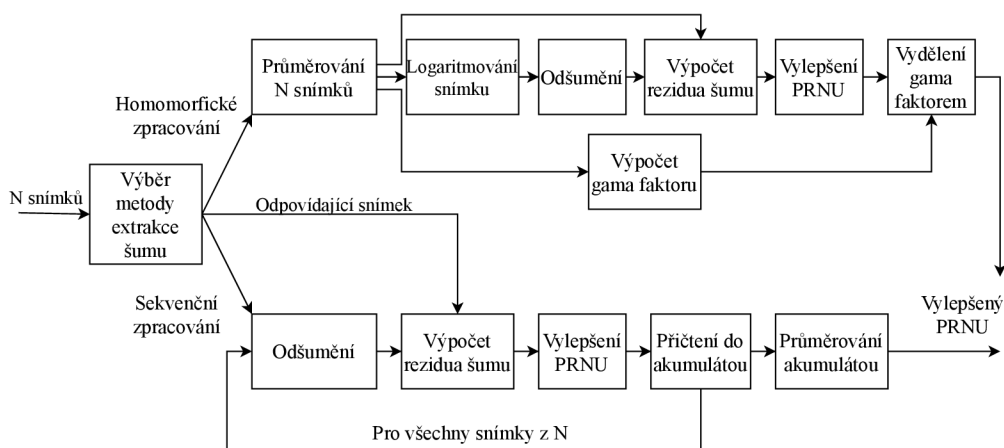 Průměrování
N snímků
Logaritmování
snímku
Odšumění
Výpočet
rezidua šumu
Vylepšení
PRNU
Vydělení
gama
faktorem
Homomorfické
zpracování
Výpočet
gama faktoru
N snímků
Výběr
metody
extrakce
šumu
Odpovídající snímek
Sekvenční
zpracování
Odšumění
Výpočet
rezidua šumu
Vylepšení
PRNU
Přičtení do
akumulátou
Průměrování
akumulátou
Vylepšený
PRNU
Pro všechny snímky z N